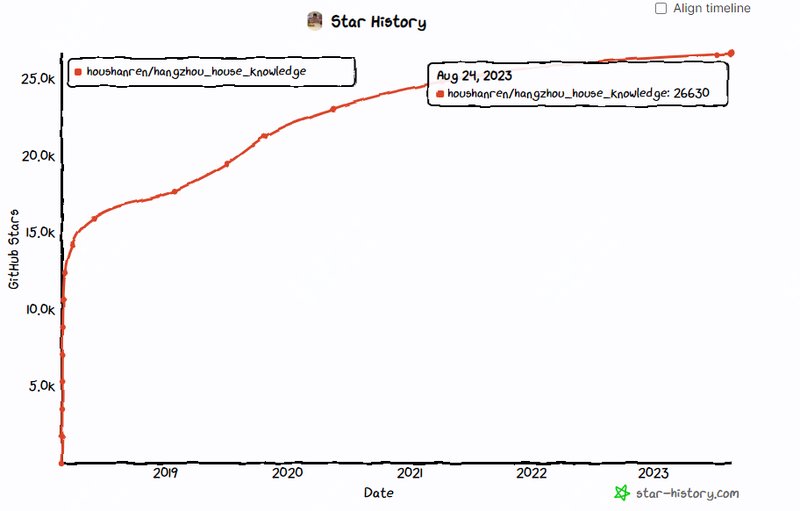 Align timeline
Star History
houshanren/hangzhou_house_knowledge
Aug 24, 2023
houshanren/hangzhou_house_knowledge: 26630
25.0k
20.0k
15.0k
10.0k
5.0k
GitHub Stars
2019 2020 2021 2022 2023
Date
star-history.com